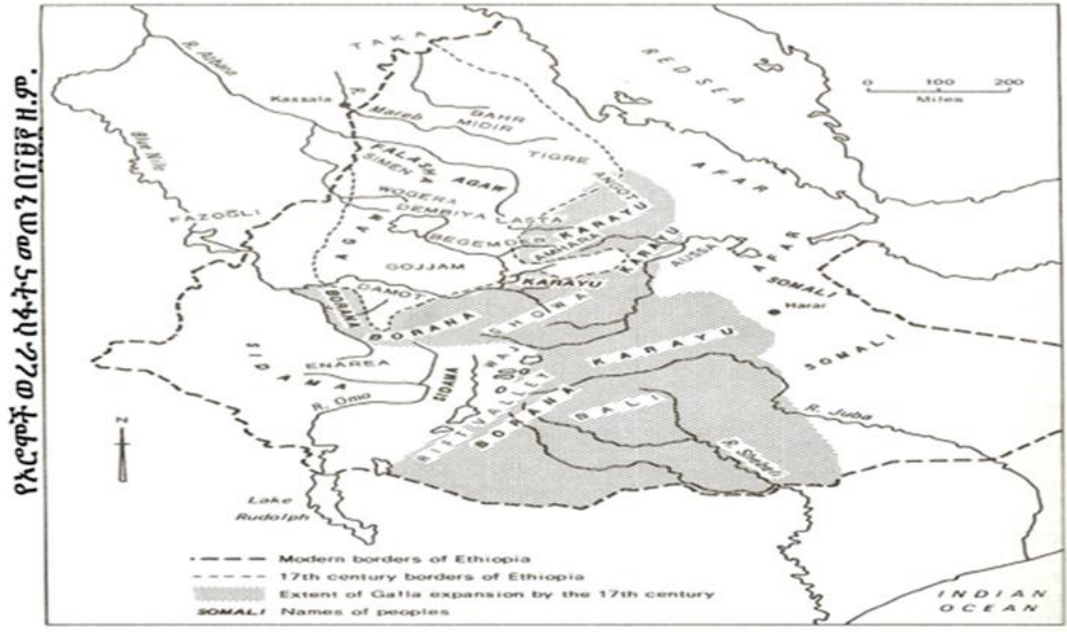 የኦሮሞች ወረራ ስፋትና መጠን ዘ.ም.
TAKA
R. Atbara
RED SEA
0 100 200
Miles
Kassala
R. Mareb
BAHR
MIDIR
Blue Nile
TIGRE
FALASHA
SIMEN
AGAW
AFAR
ANGOT
WOGERA
DEMBIYA
LASTA
FAZOGLI
KARAYU
AGAW
BEGEMDER
AMHARA
KARAYU
AUSSA
AFAR
GOJJAM
KARAYU
SOMALI
DAMOT
BORANA
SHOWA
Harar
BORANA
KARAYU
SOMALI
WAJ
ENAREA
SIDAMA
SIDAMA
RIFT VALLEY
BORANA
BALI
R. Omo
R. Juba
R. Shebeli
N
Lake
Rudolph
Modern borders of Ethiopia
17th century borders of Ethiopia
Extent of Galla expansion by the 17th century
SOMALI Names of peoples
INDIAN
OCEAN